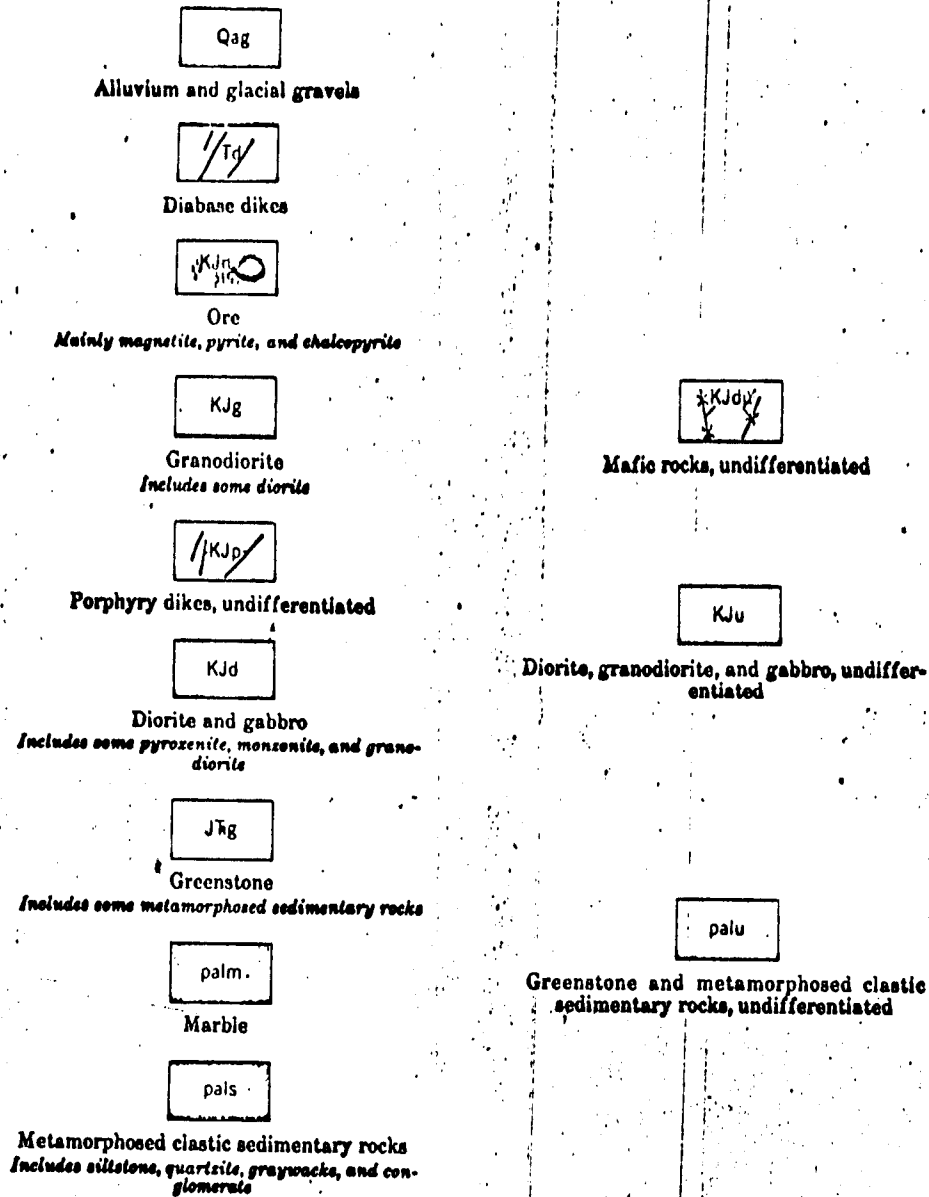 Qag
Alluvium and glacial gravels
Td
Diabase dikes
Ore
Mainly magnetite, pyrite, and chalcopyrite
KJg
Granodiorite
Includes some diorite
KJp
Porphyry dikes, undifferentiated
KJd
Diorite and gabbro
Includes some pyroxenite, monzonite, and grano-
diorite
Greenstone
Includes some metamorphosed sedimentary rocks
palm
Marble
pals
Metamorphosed clastic sedimentary rocks
Includes siltstone, quartzite, graywacke, and con-
glomerate
KJdu
Mafic rocks, undifferentiated
KJu
Diorite, granodiorite, and gabbro, undiffer-
entiated
palu
Greenstone and metamorphosed clastic
sedimentary rocks, undifferentiated